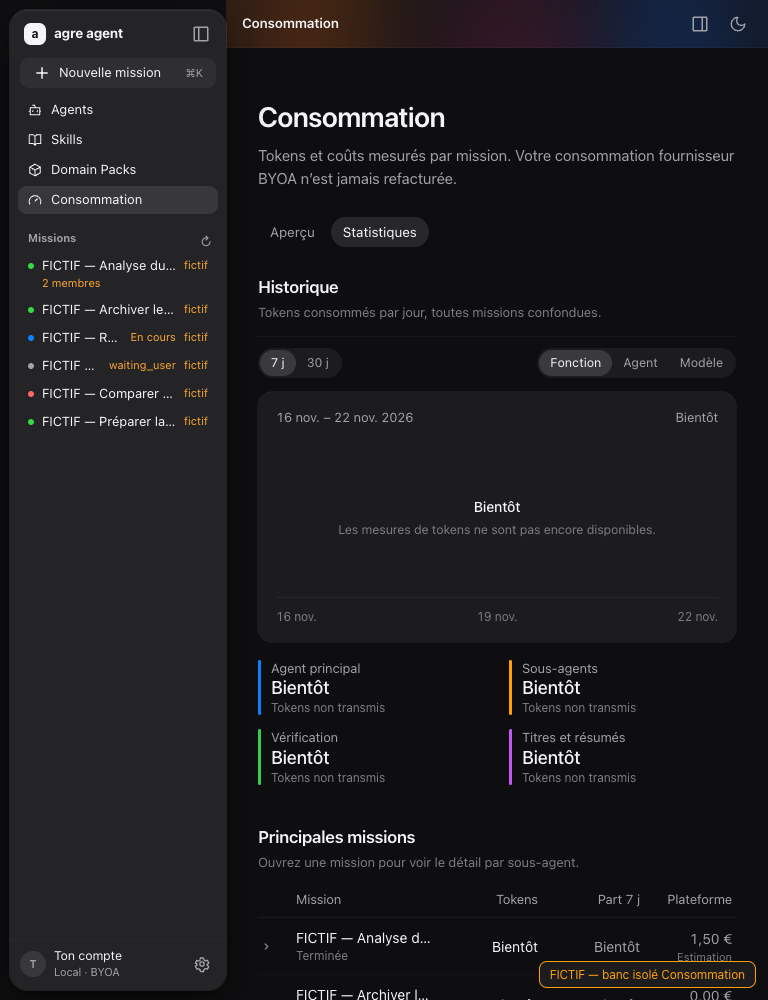 a agre agent
Nouvelle mission ⌘K
Agents
Skills
Domain Packs
Consommation
Missions
FICTIF — Analyse du… fictif
2 membres
FICTIF — Archiver le… fictif
FICTIF — R… En cours fictif
FICTIF … waiting_user fictif
FICTIF — Comparer … fictif
FICTIF — Préparer la… fictif
T Ton compte
Local · BYOA
Consommation
Consommation
Tokens et coûts mesurés par mission. Votre consommation fournisseur
BYOA n’est jamais refacturée.
Aperçu Statistiques
Historique
Tokens consommés par jour, toutes missions confondues.
7 j 30 j Fonction Agent Modèle
16 nov. – 22 nov. 2026 Bientôt
Bientôt
Les mesures de tokens ne sont pas encore disponibles.
16 nov. 19 nov. 22 nov.
Agent principal
Bientôt
Tokens non transmis
Sous-agents
Bientôt
Tokens non transmis
Vérification
Bientôt
Tokens non transmis
Titres et résumés
Bientôt
Tokens non transmis
Principales missions
Ouvrez une mission pour voir le détail par sous-agent.
Mission Tokens Part 7 j Plateforme
FICTIF — Analyse d… Bientôt Bientôt 1,50 €
Terminée Estimation
FICTIF — banc isolé Consommation
FICTIF — Archiver l… 0,00 €